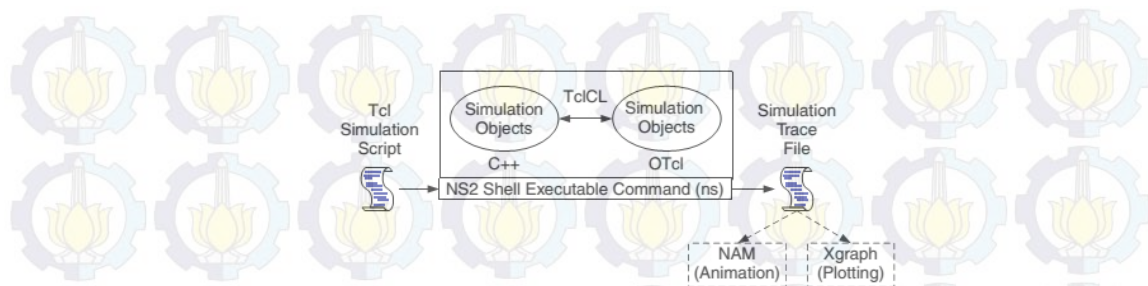 Tcl
Simulation
Script
TclCL
Simulation
Objects
Simulation
Objects
C++
OTcl
NS2 Shell Executable Command (ns)
Simulation
Trace
File
NAM
(Animation)
Xgraph
(Plotting)